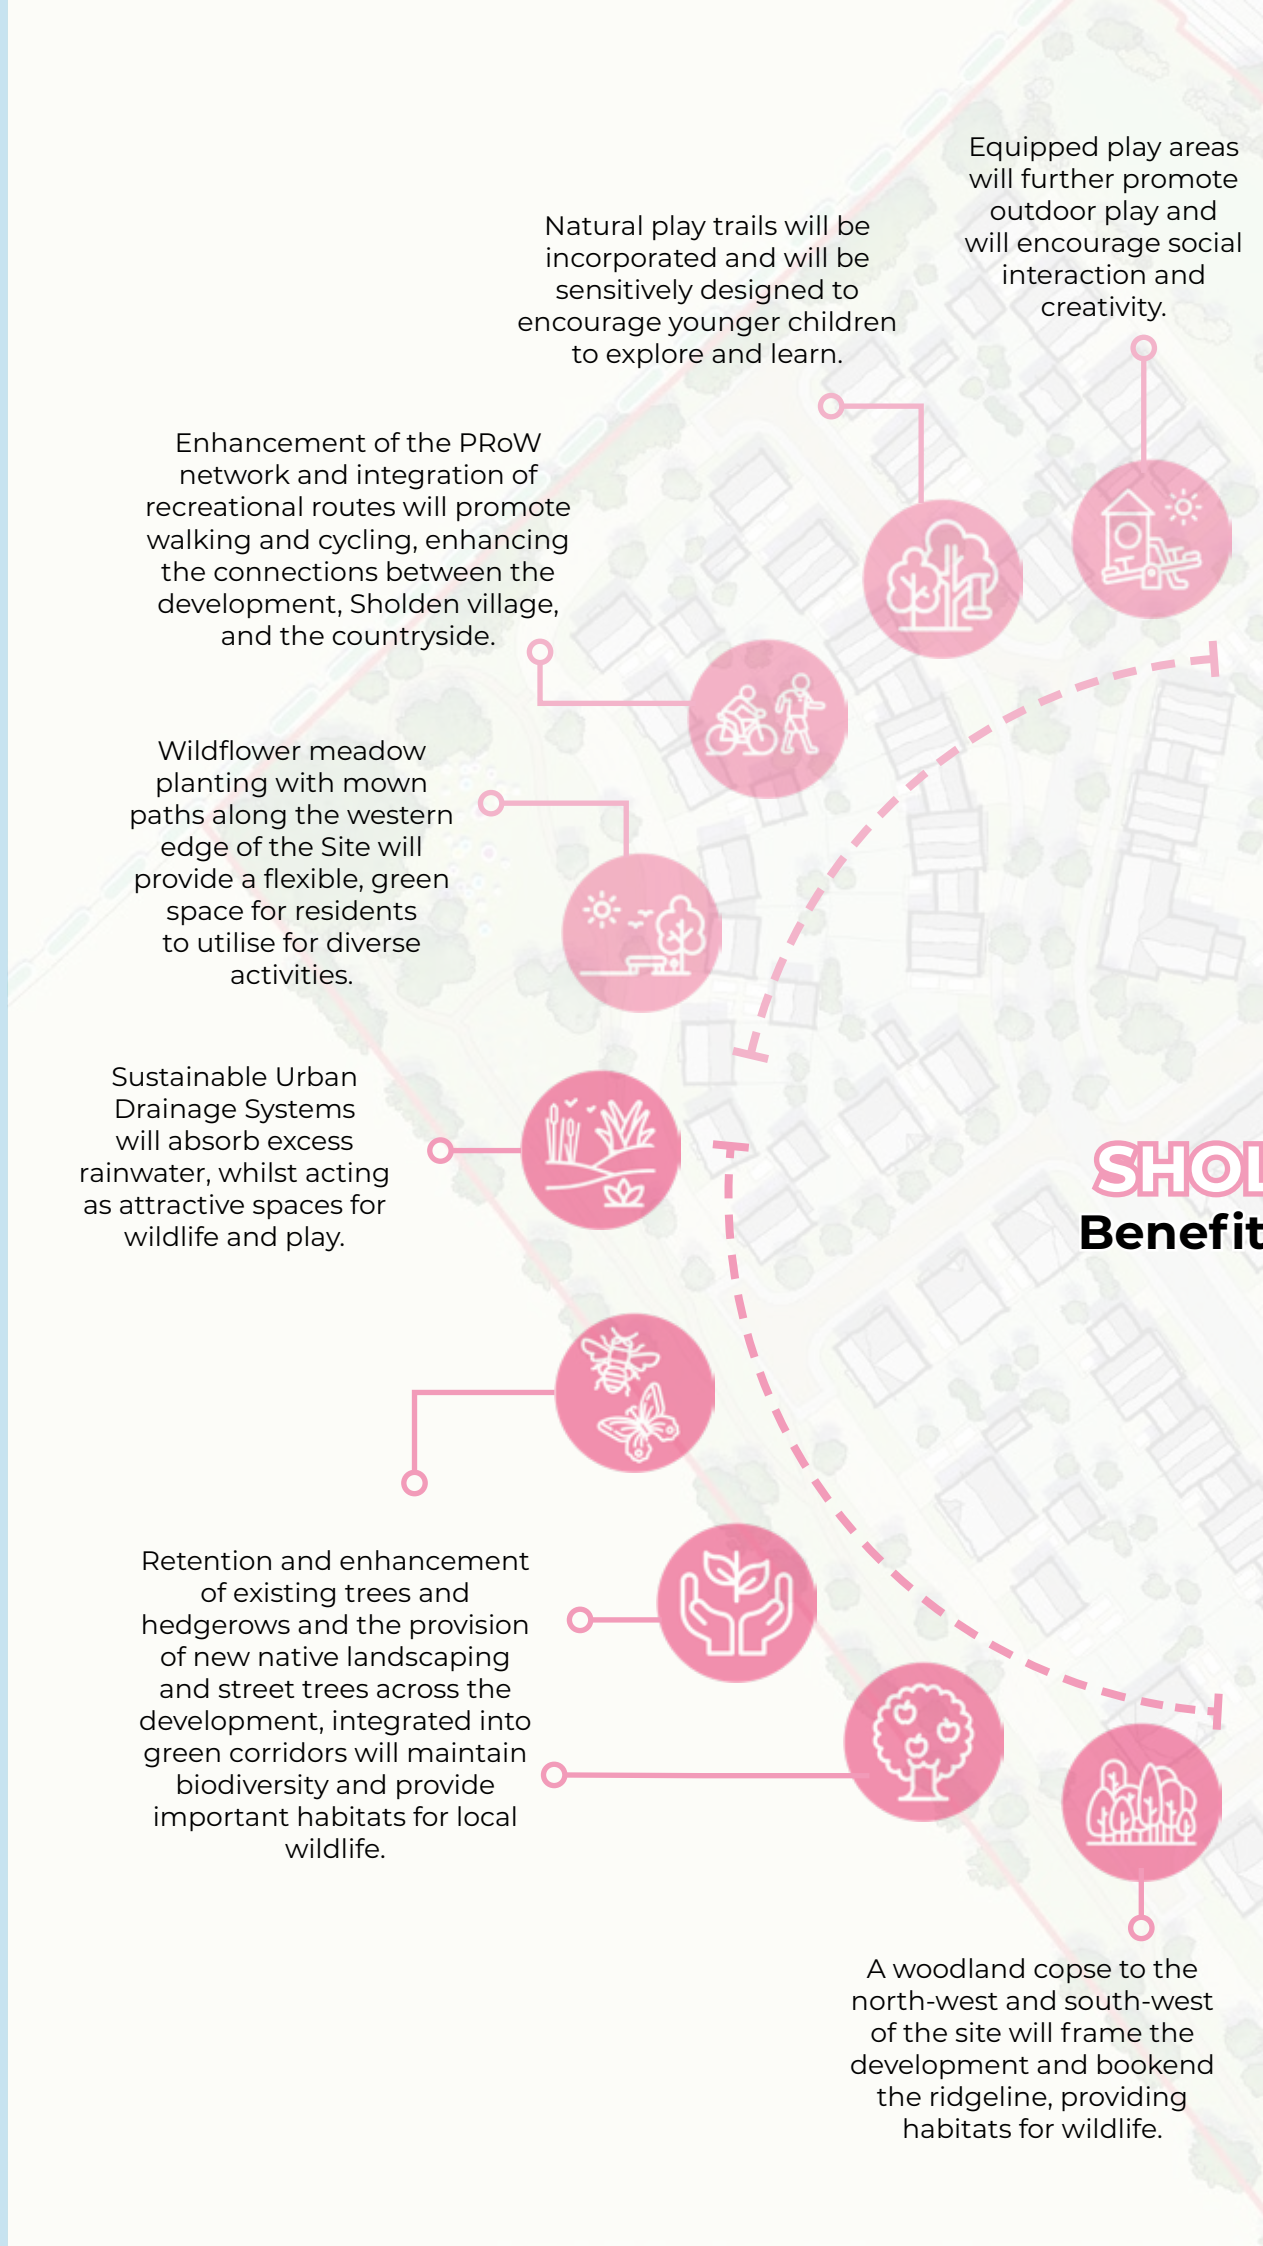 Equipped play areas
will further promote
outdoor play and
will encourage social
interaction and
creativity.
Natural play trails will be
incorporated and will be
sensitively designed to
encourage younger children
to explore and learn.
Enhancement of the PRoW
network and integration of
recreational routes will promote
walking and cycling, enhancing
the connections between the
development, Sholden village,
and the countryside.
Wildflower meadow
planting with mown
paths along the western
edge of the Site will
provide a flexible, green
space for residents
to utilise for diverse
activities.
Sustainable Urban
Drainage Systems
will absorb excess
rainwater, whilst acting
as attractive spaces for
wildlife and play.
SHOL
Benefit
Retention and enhancement
of existing trees and
hedgerows and the provision
of new native landscaping
and street trees across the
development, integrated into
green corridors will maintain
biodiversity and provide
important habitats for local
wildlife.
A woodland copse to the
north-west and south-west
of the site will frame the
development and bookend
the ridgeline, providing
habitats for wildlife.